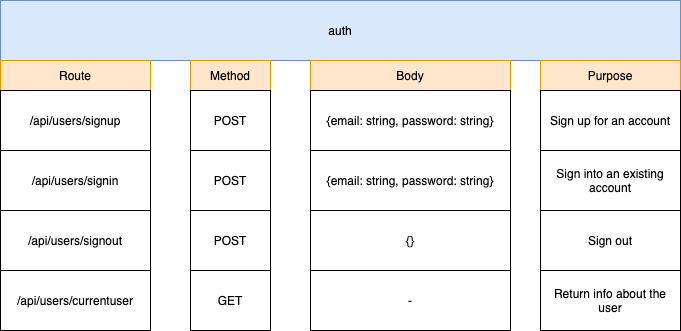 auth
Route Method Body Purpose
/api/users/signup POST {email: string, password: string} Sign up for an account
/api/users/signin POST {email: string, password: string} Sign into an existing
account
/api/users/signout POST {} Sign out
/api/users/currentuser GET - Return info about the
user